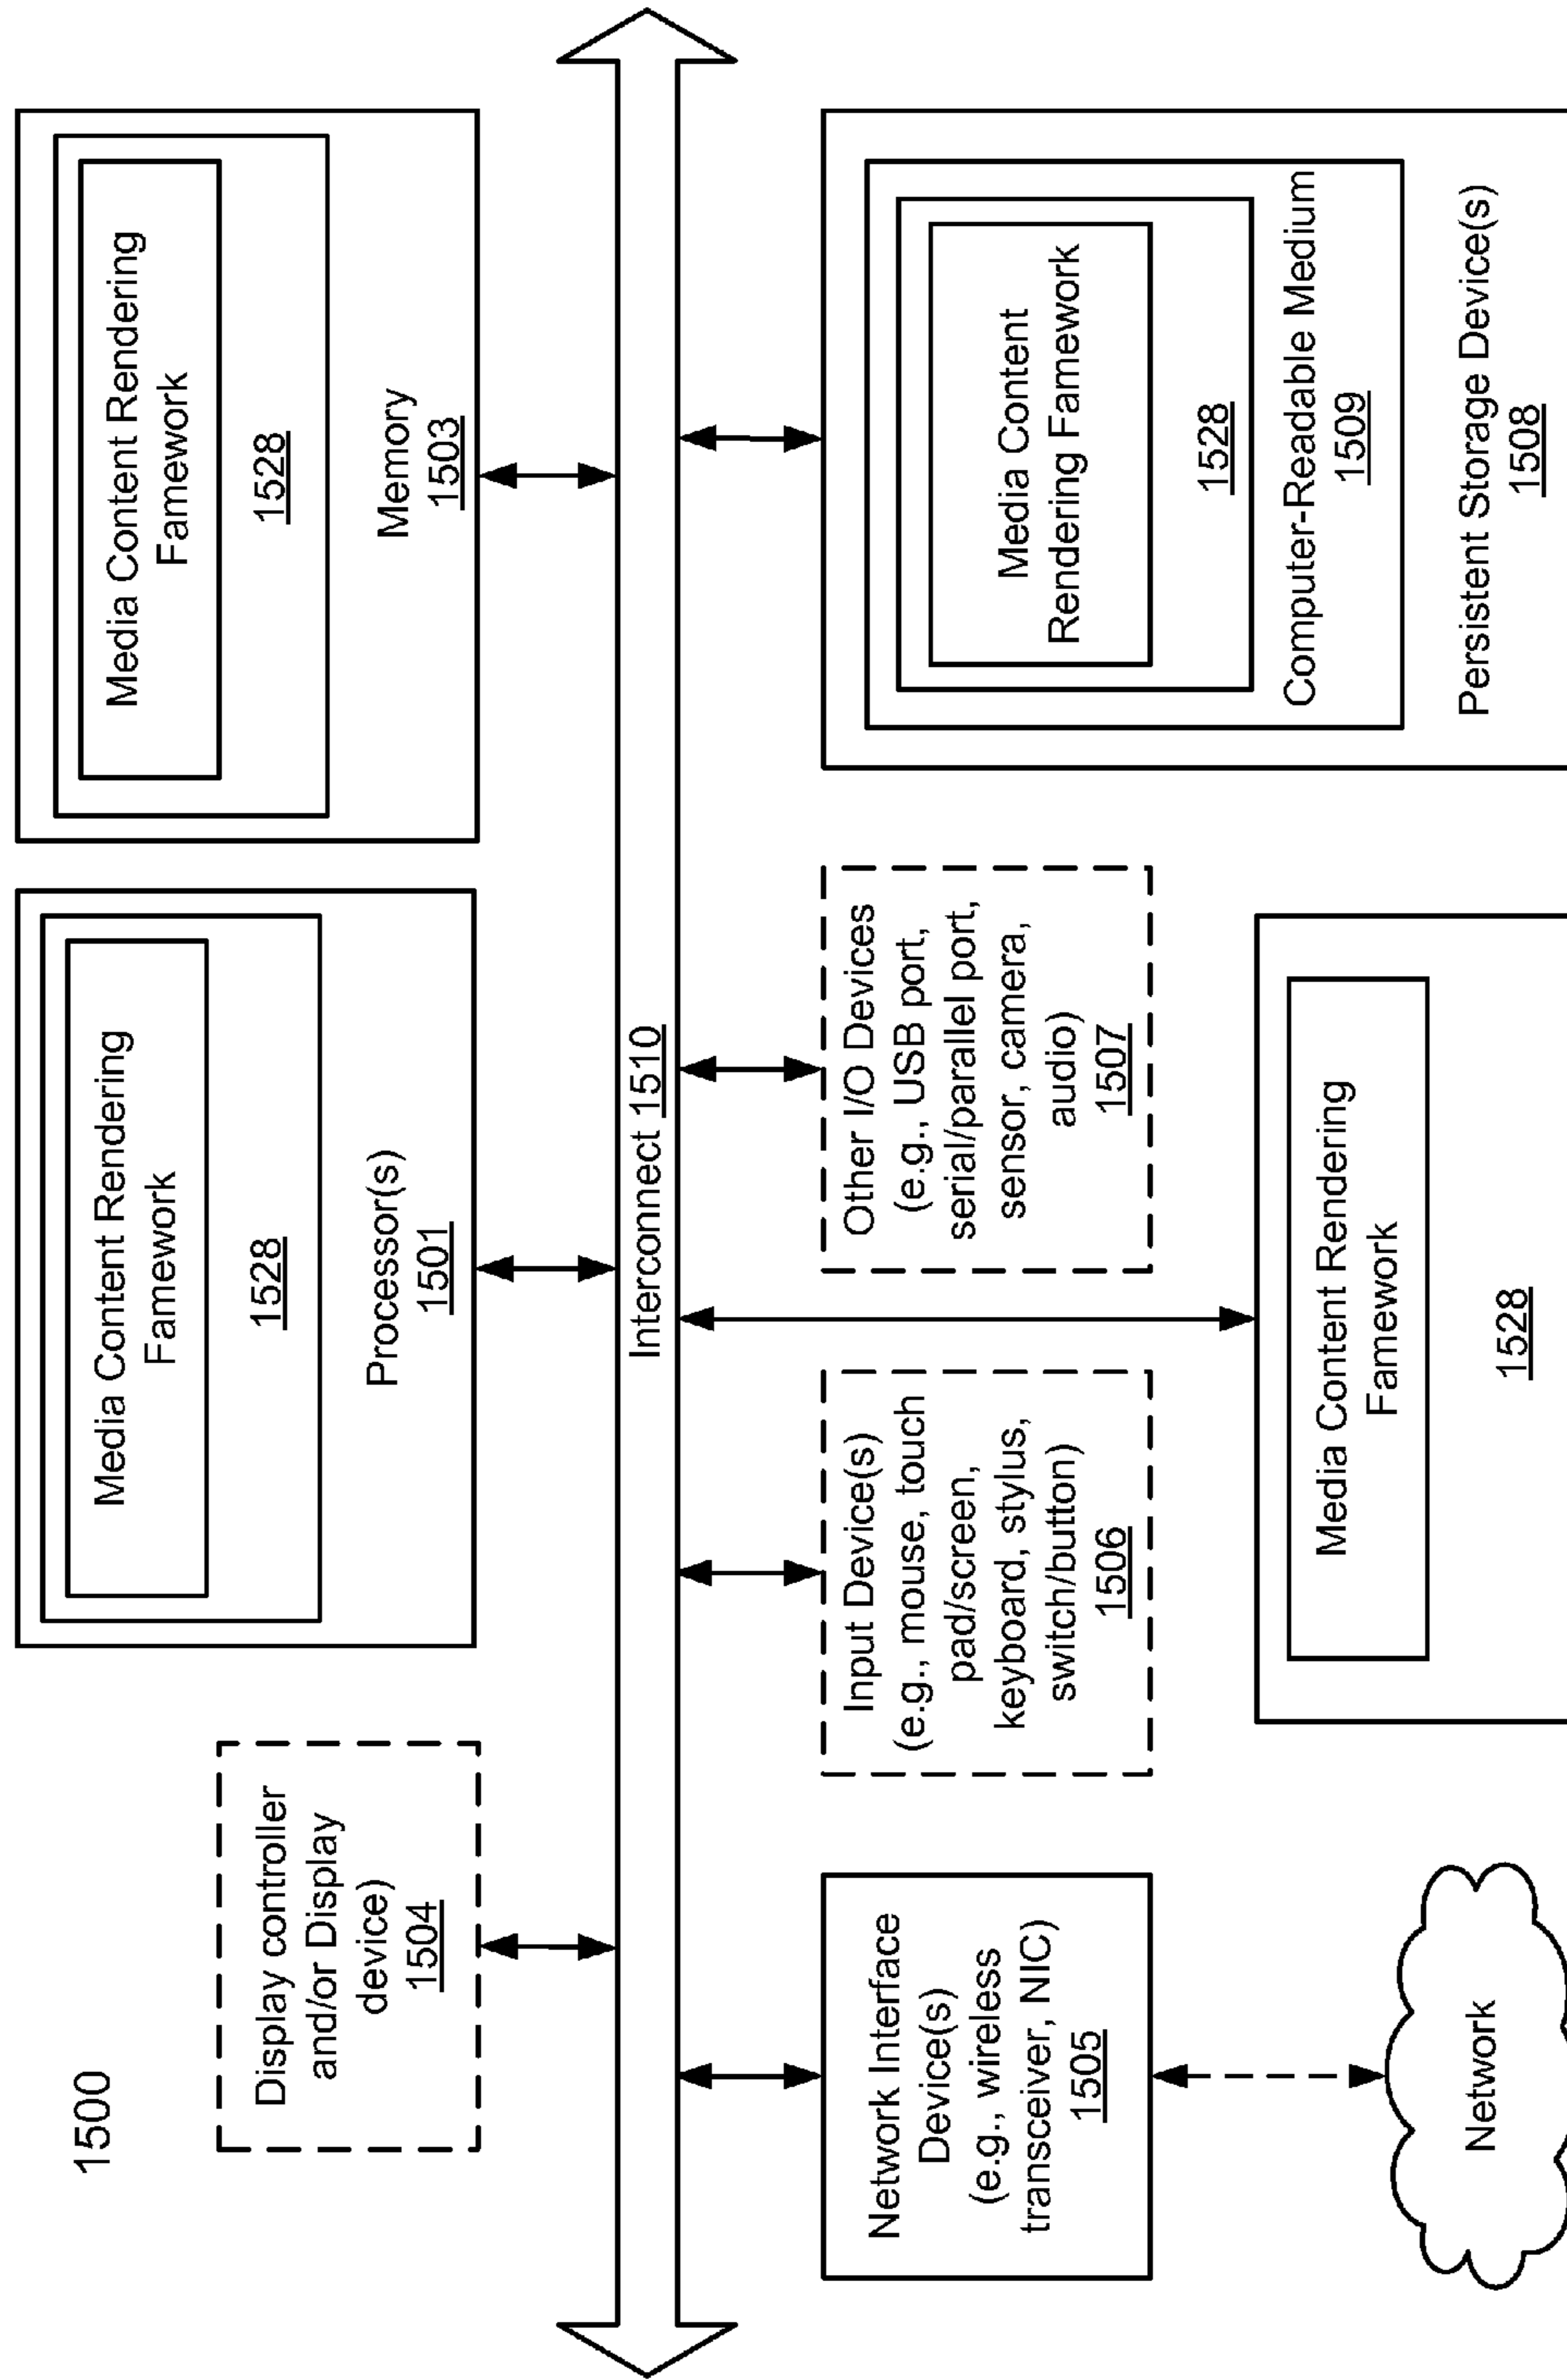 1500
Display controller
and/or Display
device)
1504
Media Content Rendering
Famework
1528
Processor(s)
1501
Media Content Rendering
Famework
1528
Memory
1503
Interconnect 1510
Network Interface
Device(s)
(e.g., wireless
transceiver, NIC)
1505
Input Device(s)
(e.g., mouse, touch
pad/screen,
keyboard, stylus,
switch/button)
1506
Other I/O Devices
(e.g., USB port,
serial/parallel port,
sensor, camera,
audio)
1507
Media Content
Rendering Famework
1528
Computer-Readable Medium
1509
Persistent Storage Device(s)
1508
Network
Media Content Rendering
Famework
1528